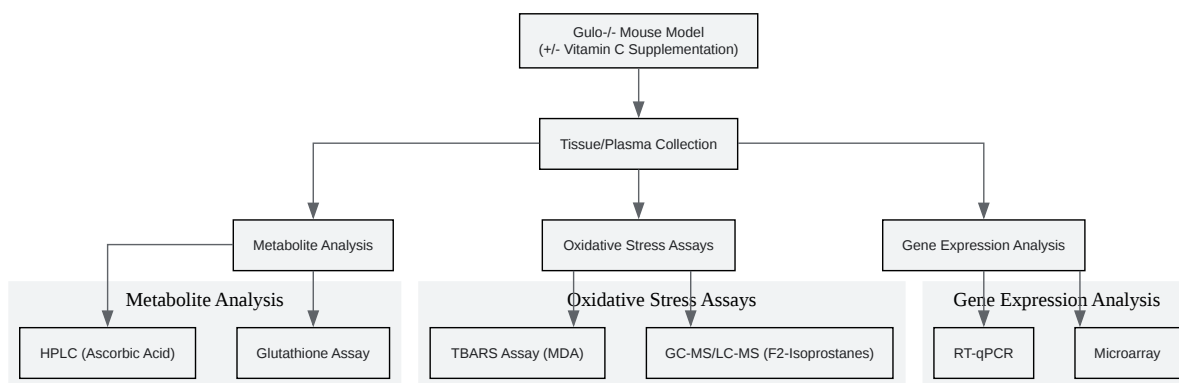 Gulo-/- Mouse Model
(+/- Vitamin C Supplementation)
Tissue/Plasma Collection
Metabolite Analysis
Oxidative Stress Assays
Gene Expression Analysis
Metabolite Analysis
Oxidative Stress Assays
Gene Expression Analysis
HPLC (Ascorbic Acid)
Glutathione Assay
TBARS Assay (MDA)
GC-MS/LC-MS (F2-Isoprostanes)
RT-qPCR
Microarray